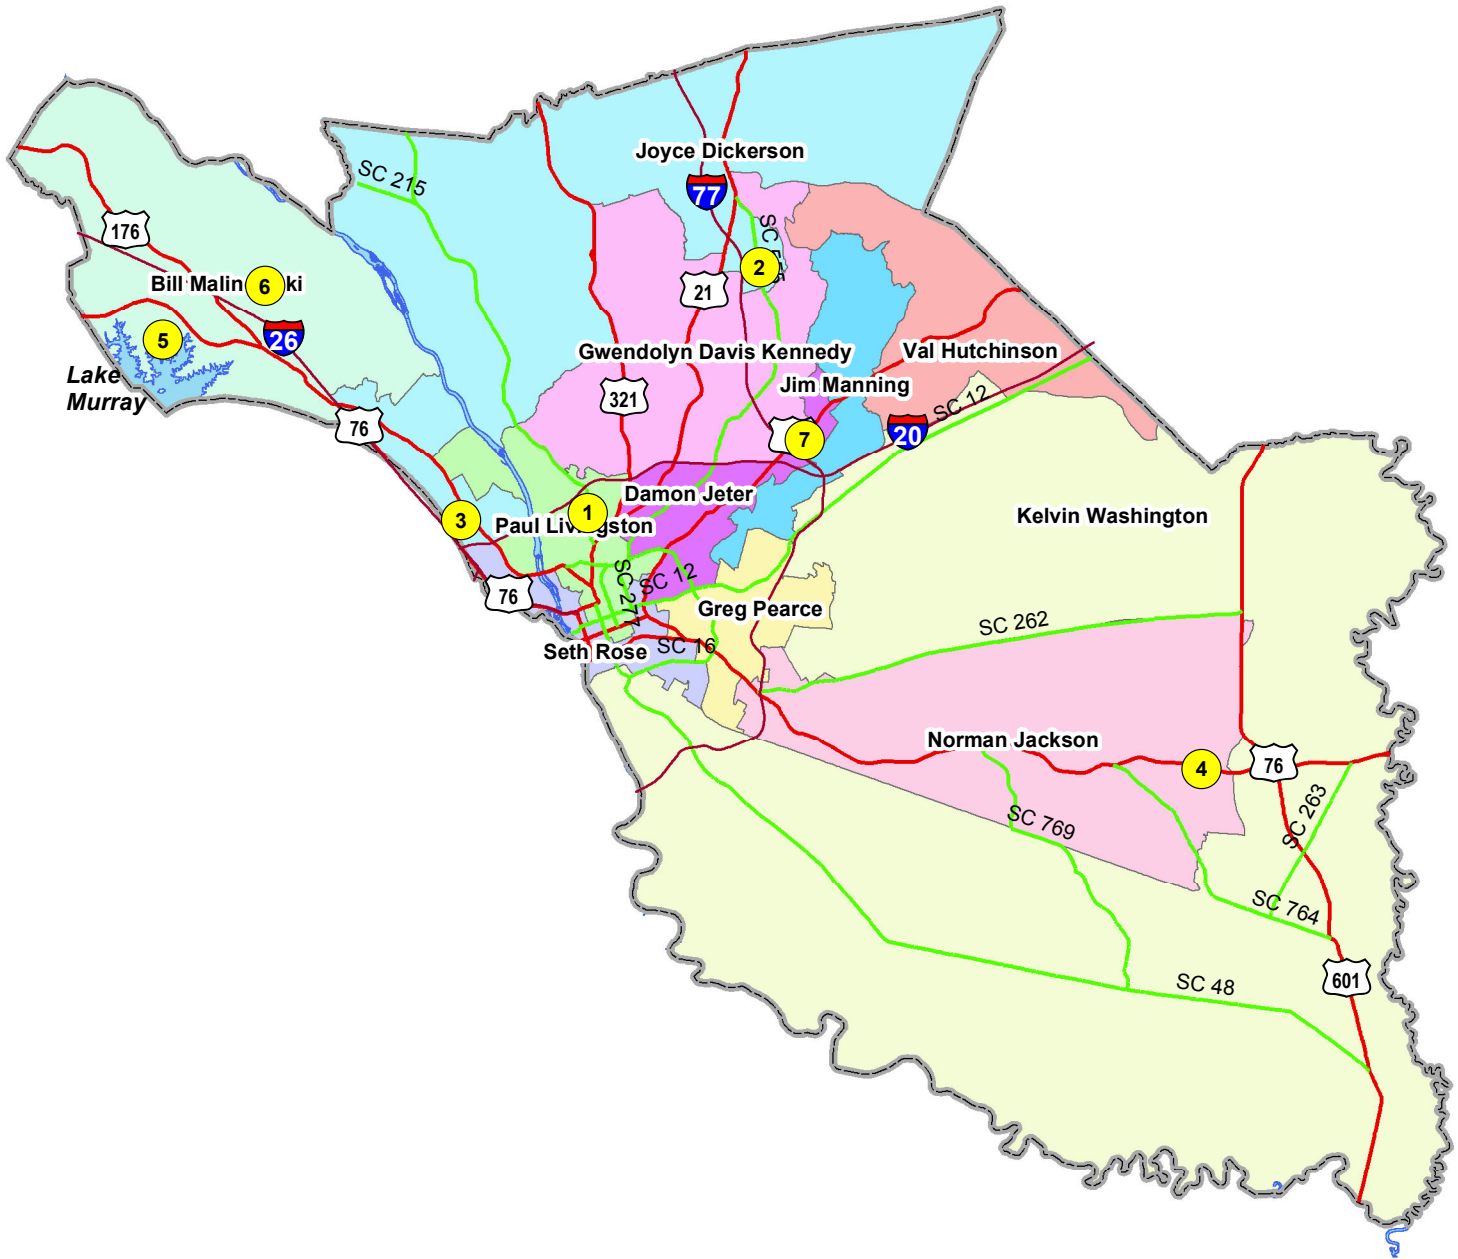 Joyce Dickerson
SC 215
77
176
SC
2
Bill Malin
6
ki
21
5
26
Gwendolyn Davis Kennedy
Val Hutchinson
Lake
Murray
Jim Manning
321
SC 12
76
7
20
Damon Jeter
3
Paul Liv
1
gston
Kelvin Washington
SC 277
SC 12
76
Greg Pearce
SC 262
Seth Rose
SC 16
Norman Jackson
4
76
SC 769
SC 263
SC 764
601
SC 48